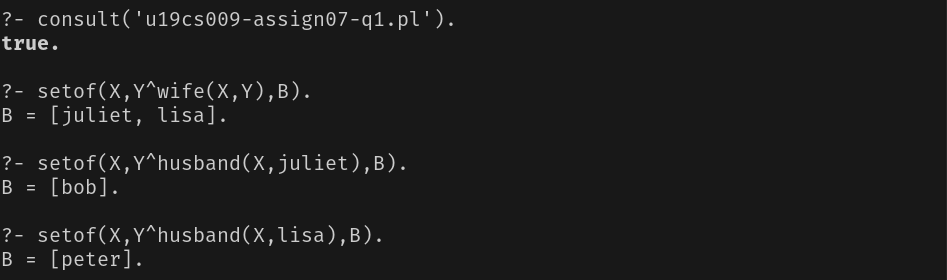 ?- consult('u19cs009-assign07-q1.pl').
true.
?- setof(X,Y^wife(X,Y),B).
B = [juliet, lisa].
?- setof(X,Y^husband(X,juliet),B).
B = [bob].
?- setof(X,Y^husband(X,lisa),B).
B = [peter].